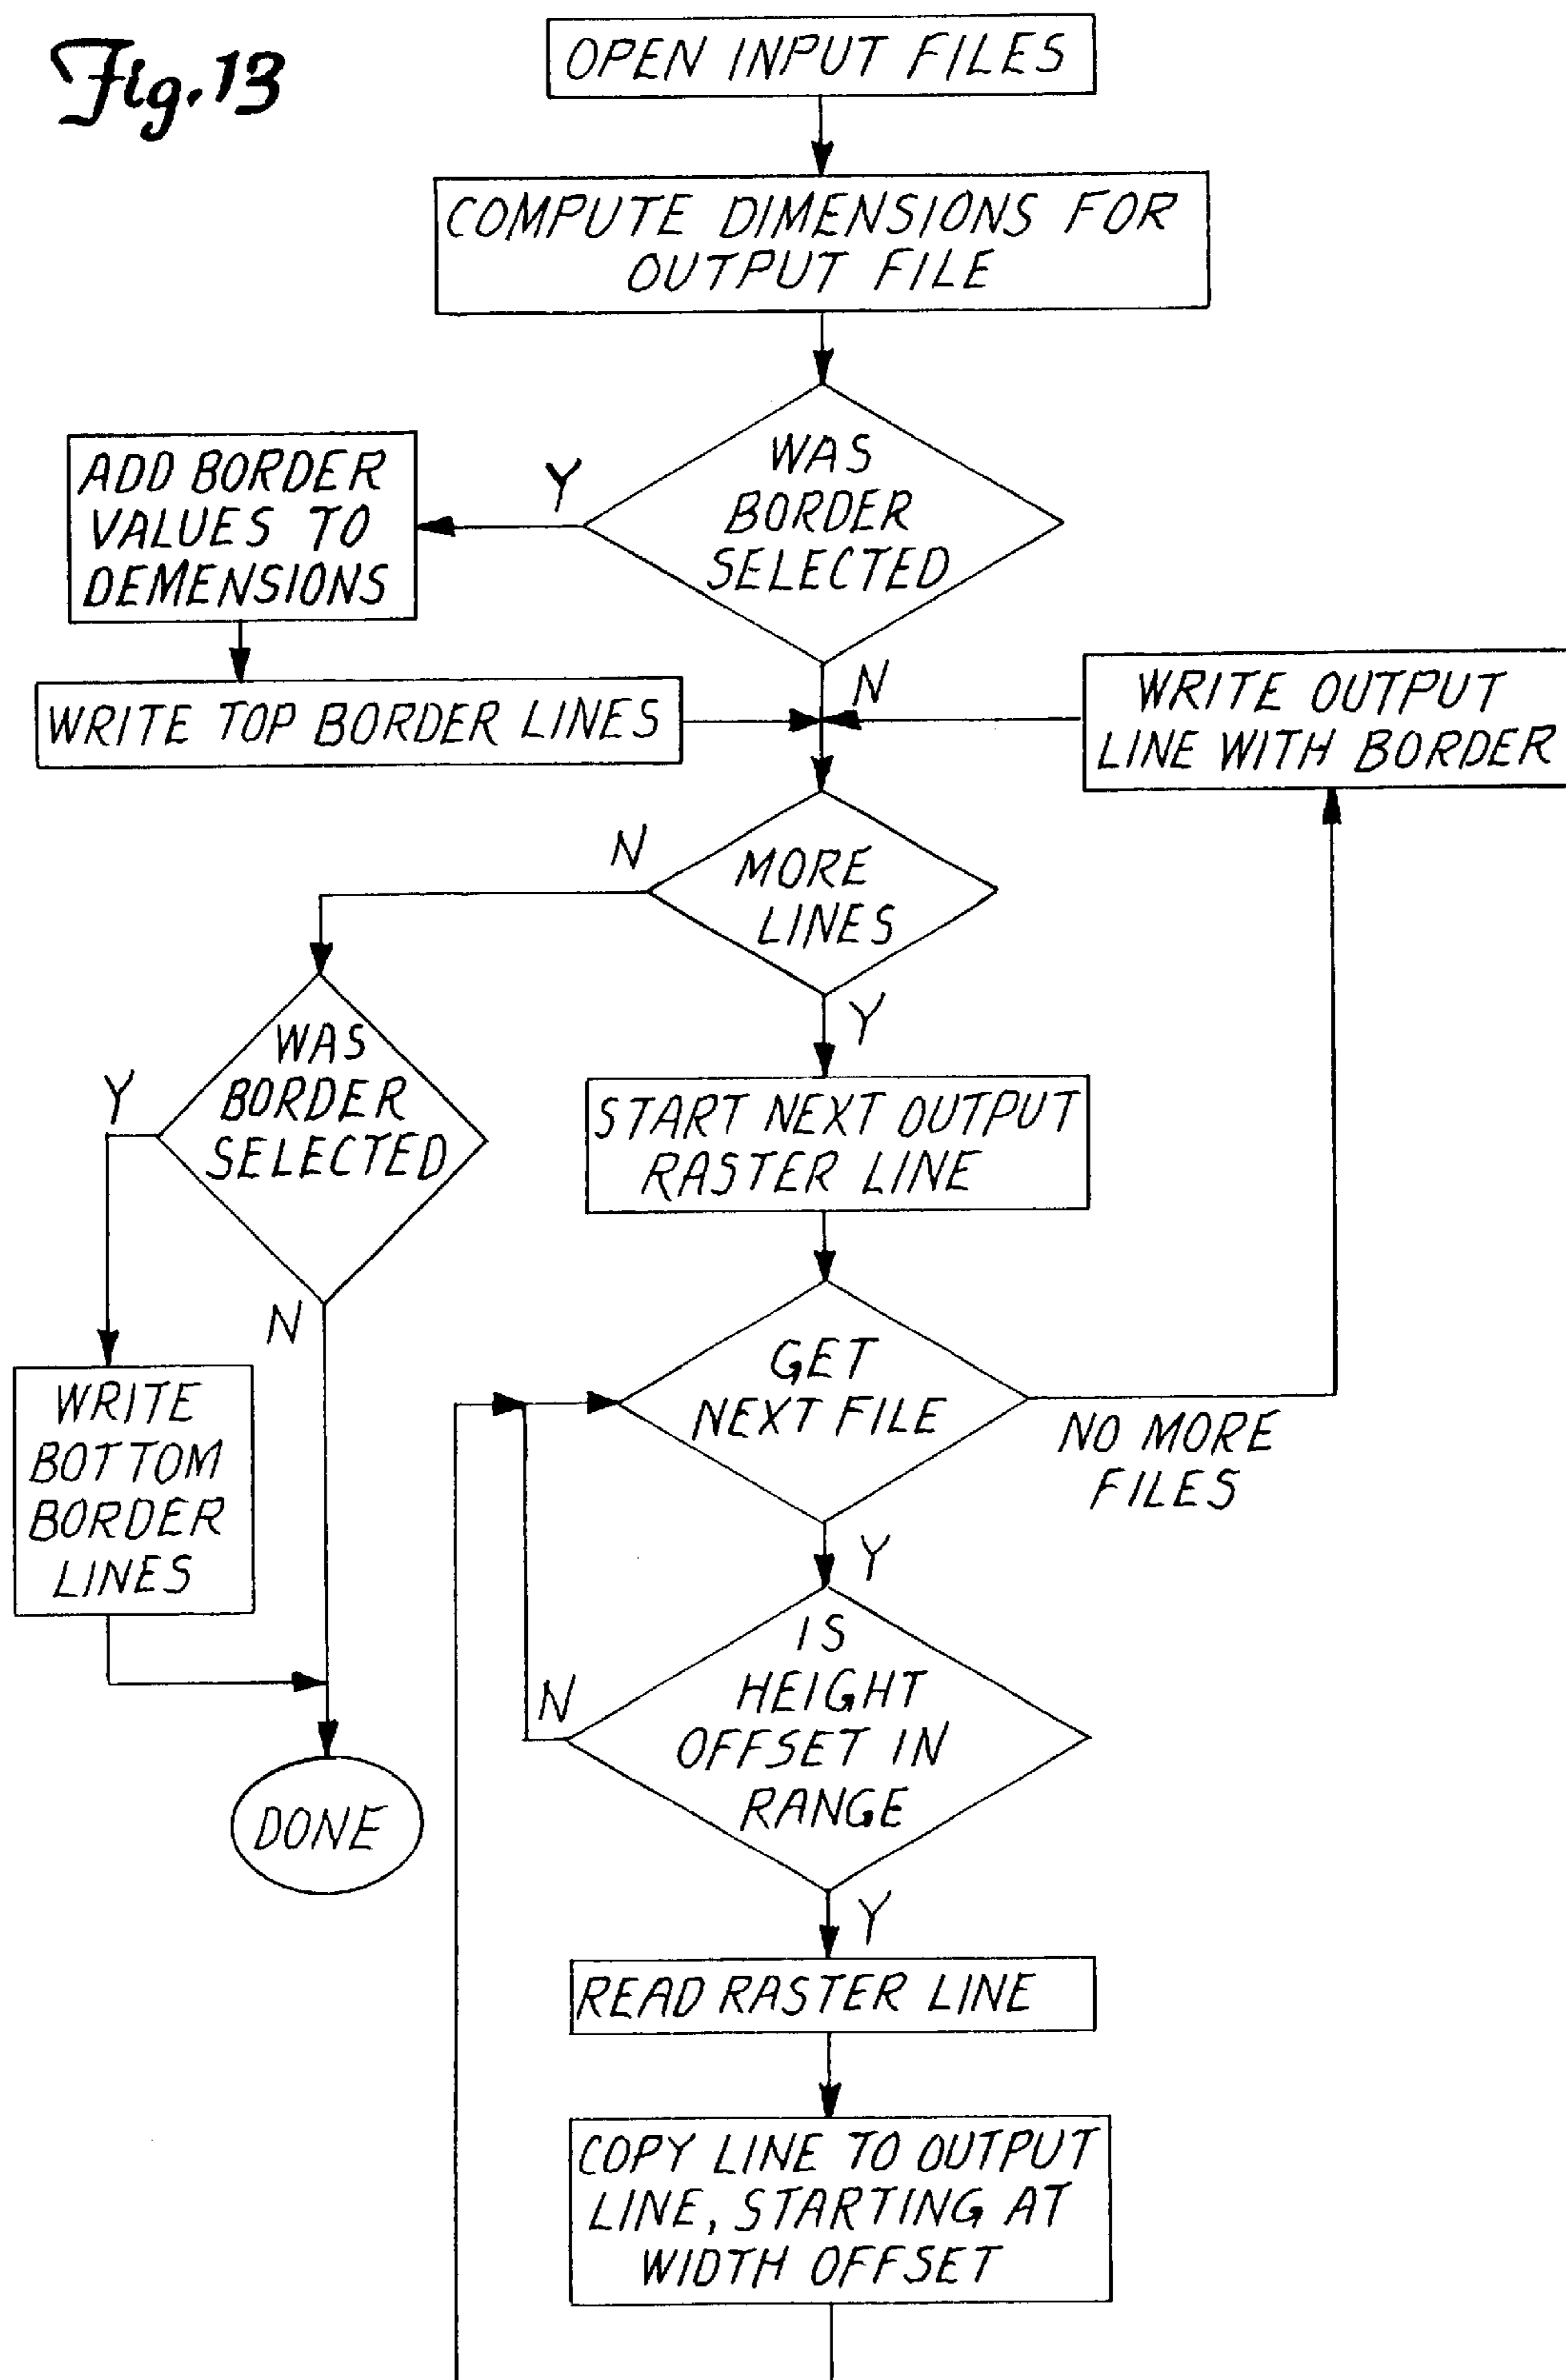 Fig. 13
OPEN INPUT FILES
COMPUTE DIMENSIONS FOR
OUTPUT FILE
WAS
BORDER
SELECTED
Y
N
ADD BORDER
VALUES TO
DEMENSIONS
WRITE TOP BORDER LINES
WRITE OUTPUT
LINE WITH BORDER
MORE
LINES
N
Y
WAS
BORDER
SELECTED
Y
N
START NEXT OUTPUT
RASTER LINE
GET
NEXT FILE
NO MORE
FILES
Y
WRITE
BOTTOM
BORDER
LINES
IS
HEIGHT
OFFSET IN
RANGE
N
Y
DONE
READ RASTER LINE
COPY LINE TO OUTPUT
LINE, STARTING AT
WIDTH OFFSET